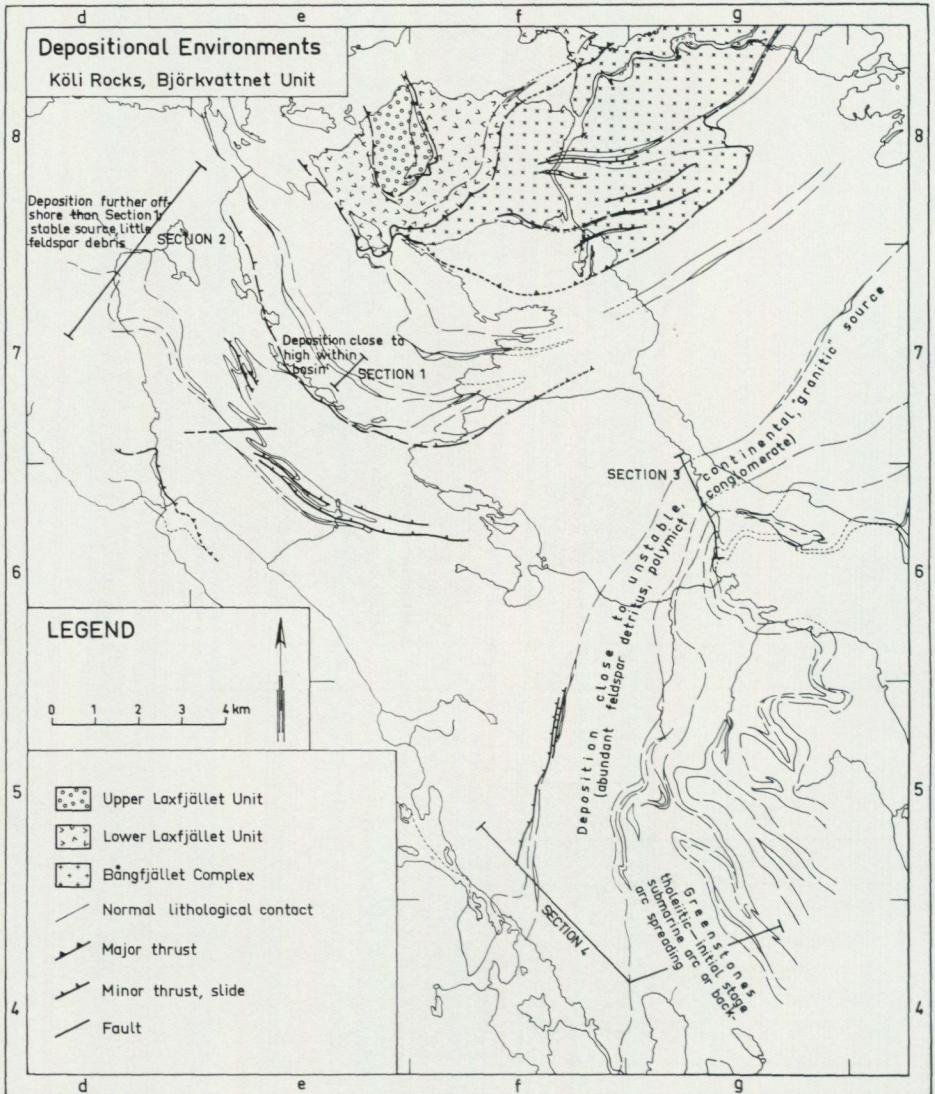 d e f g
Depositional Environments
Köli Rocks, Björkvattnet Unit
8 8
Deposition further off-
shore than Section 1:
stable source, little
feldspar debris
SECTION 2
7 7
Deposition close to
high within
"basin"
SECTION 1
SECTION 3
Deposition close to unstable, continental, "granitic" source
(abundant feldspar detritus, polymict conglomerate)
6 6
LEGEND
0 1 2 3 4 km
5 5
Upper Laxfjället Unit
Lower Laxfjället Unit
Bångfjället Complex
Normal lithological contact
Major thrust
Minor thrust, slide
Fault
SECTION 4
Greenstones
tholeiitic – initial stage
submarine arc or back-
arc spreading
4 4
d e f g